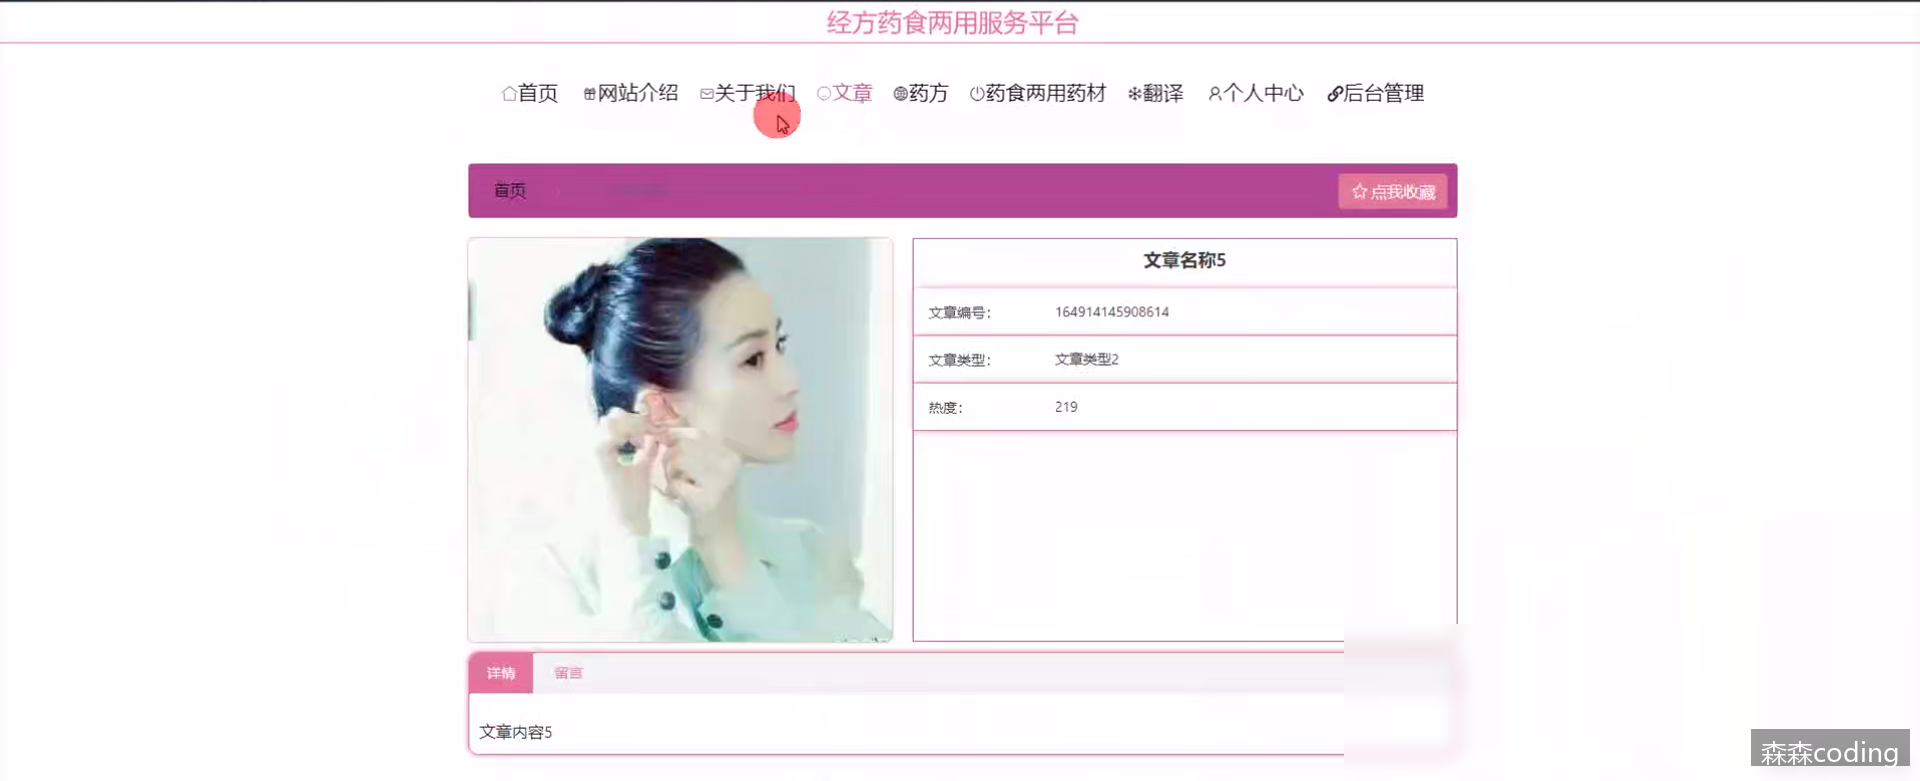 经方药食两用服务平台
首页 网站介绍 关于我们 文章 药方 药食两用药材 翻译 个人中心 后台管理
首页 点我收藏
文章名称5
文章编号: 164914145908614
文章类型: 文章类型2
热度: 219
详情 留言
文章内容5
森森coding